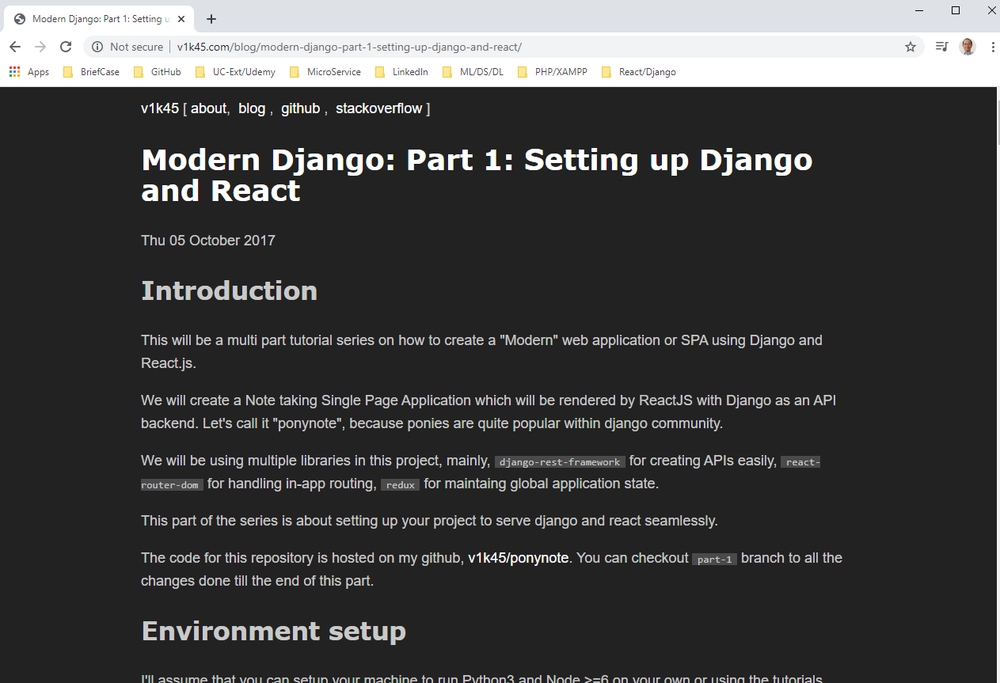 Modern Django: Part 1: Setting u
Not secure | v1k45.com/blog/modern-django-part-1-setting-up-django-and-react/
Apps BriefCase GitHub UC-Ext/Udemy MicroService LinkedIn ML/DS/DL PHP/XAMPP React/Django
v1k45 [ about, blog , github , stackoverflow ]
Modern Django: Part 1: Setting up Django
and React
Thu 05 October 2017
Introduction
This will be a multi part tutorial series on how to create a "Modern" web application or SPA using Django and
React.js.
We will create a Note taking Single Page Application which will be rendered by ReactJS with Django as an API
backend. Let's call it "ponynote", because ponies are quite popular within django community.
We will be using multiple libraries in this project, mainly, django-rest-framework for creating APIs easily, react-
router-dom for handling in-app routing, redux for maintaing global application state.
This part of the series is about setting up your project to serve django and react seamlessly.
The code for this repository is hosted on my github, v1k45/ponynote. You can checkout part-1 branch to all the
changes done till the end of this part.
Environment setup
I'll assume that you can setup your machine to run Python3 and Node >=6 on your own or using the tutorials